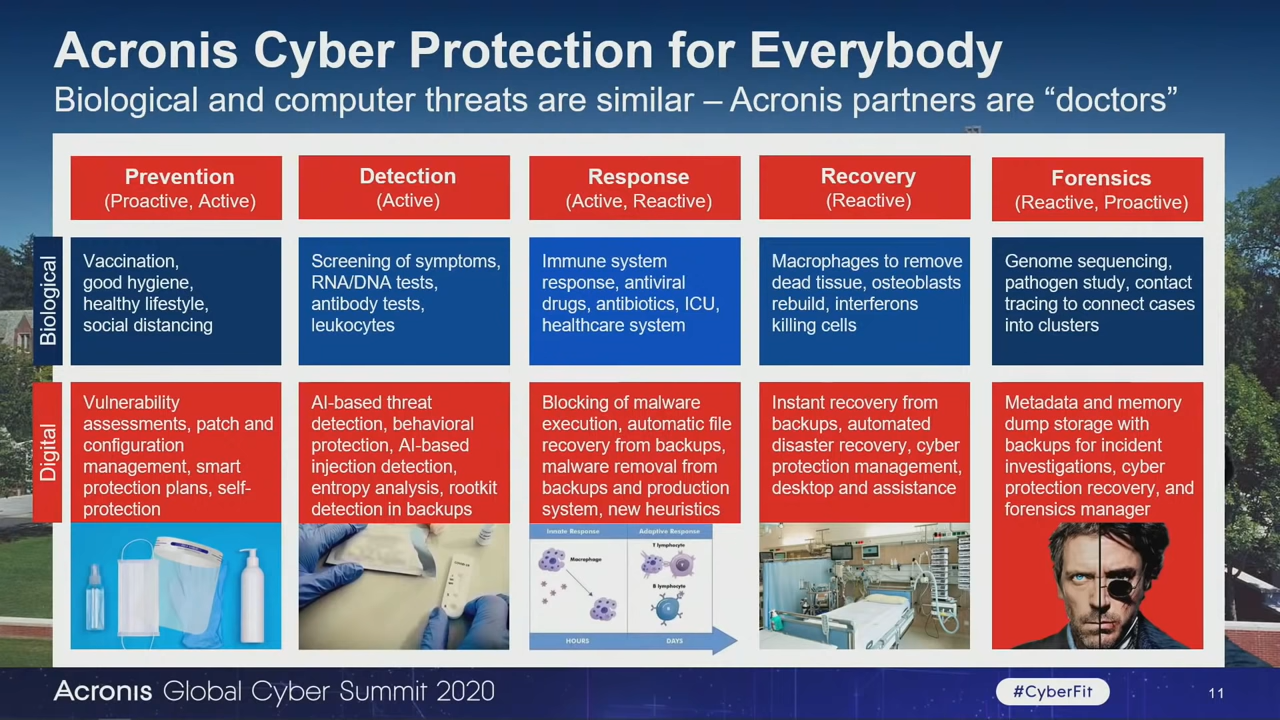 Acronis Cyber Protection for Everybody
Biological and computer threats are similar – Acronis partners are “doctors”
Prevention
(Proactive, Active)
Detection
(Active)
Response
(Active, Reactive)
Recovery
(Reactive)
Forensics
(Reactive, Proactive)
Biological
Vaccination,
good hygiene,
healthy lifestyle,
social distancing
Screening of symptoms,
RNA/DNA tests,
antibody tests,
leukocytes
Immune system
response, antiviral
drugs, antibiotics, ICU,
healthcare system
Macrophages to remove
dead tissue, osteoblasts
rebuild, interferons
killing cells
Genome sequencing,
pathogen study, contact
tracing to connect cases
into clusters
Digital
Vulnerability
assessments, patch and
configuration
management, smart
protection plans, self-
protection
AI-based threat
detection, behavioral
protection, AI-based
injection detection,
entropy analysis, rootkit
detection in backups
Blocking of malware
execution, automatic file
recovery from backups,
malware removal from
backups and production
system, new heuristics
Instant recovery from
backups, automated
disaster recovery, cyber
protection management,
desktop and assistance
Metadata and memory
dump storage with
backups for incident
investigations, cyber
protection recovery, and
forensics manager
Innate Response
Adaptive Response
Macrophage
T lymphocyte
B lymphocyte
HOURS
DAYS
Acronis Global Cyber Summit 2020
#CyberFit
11